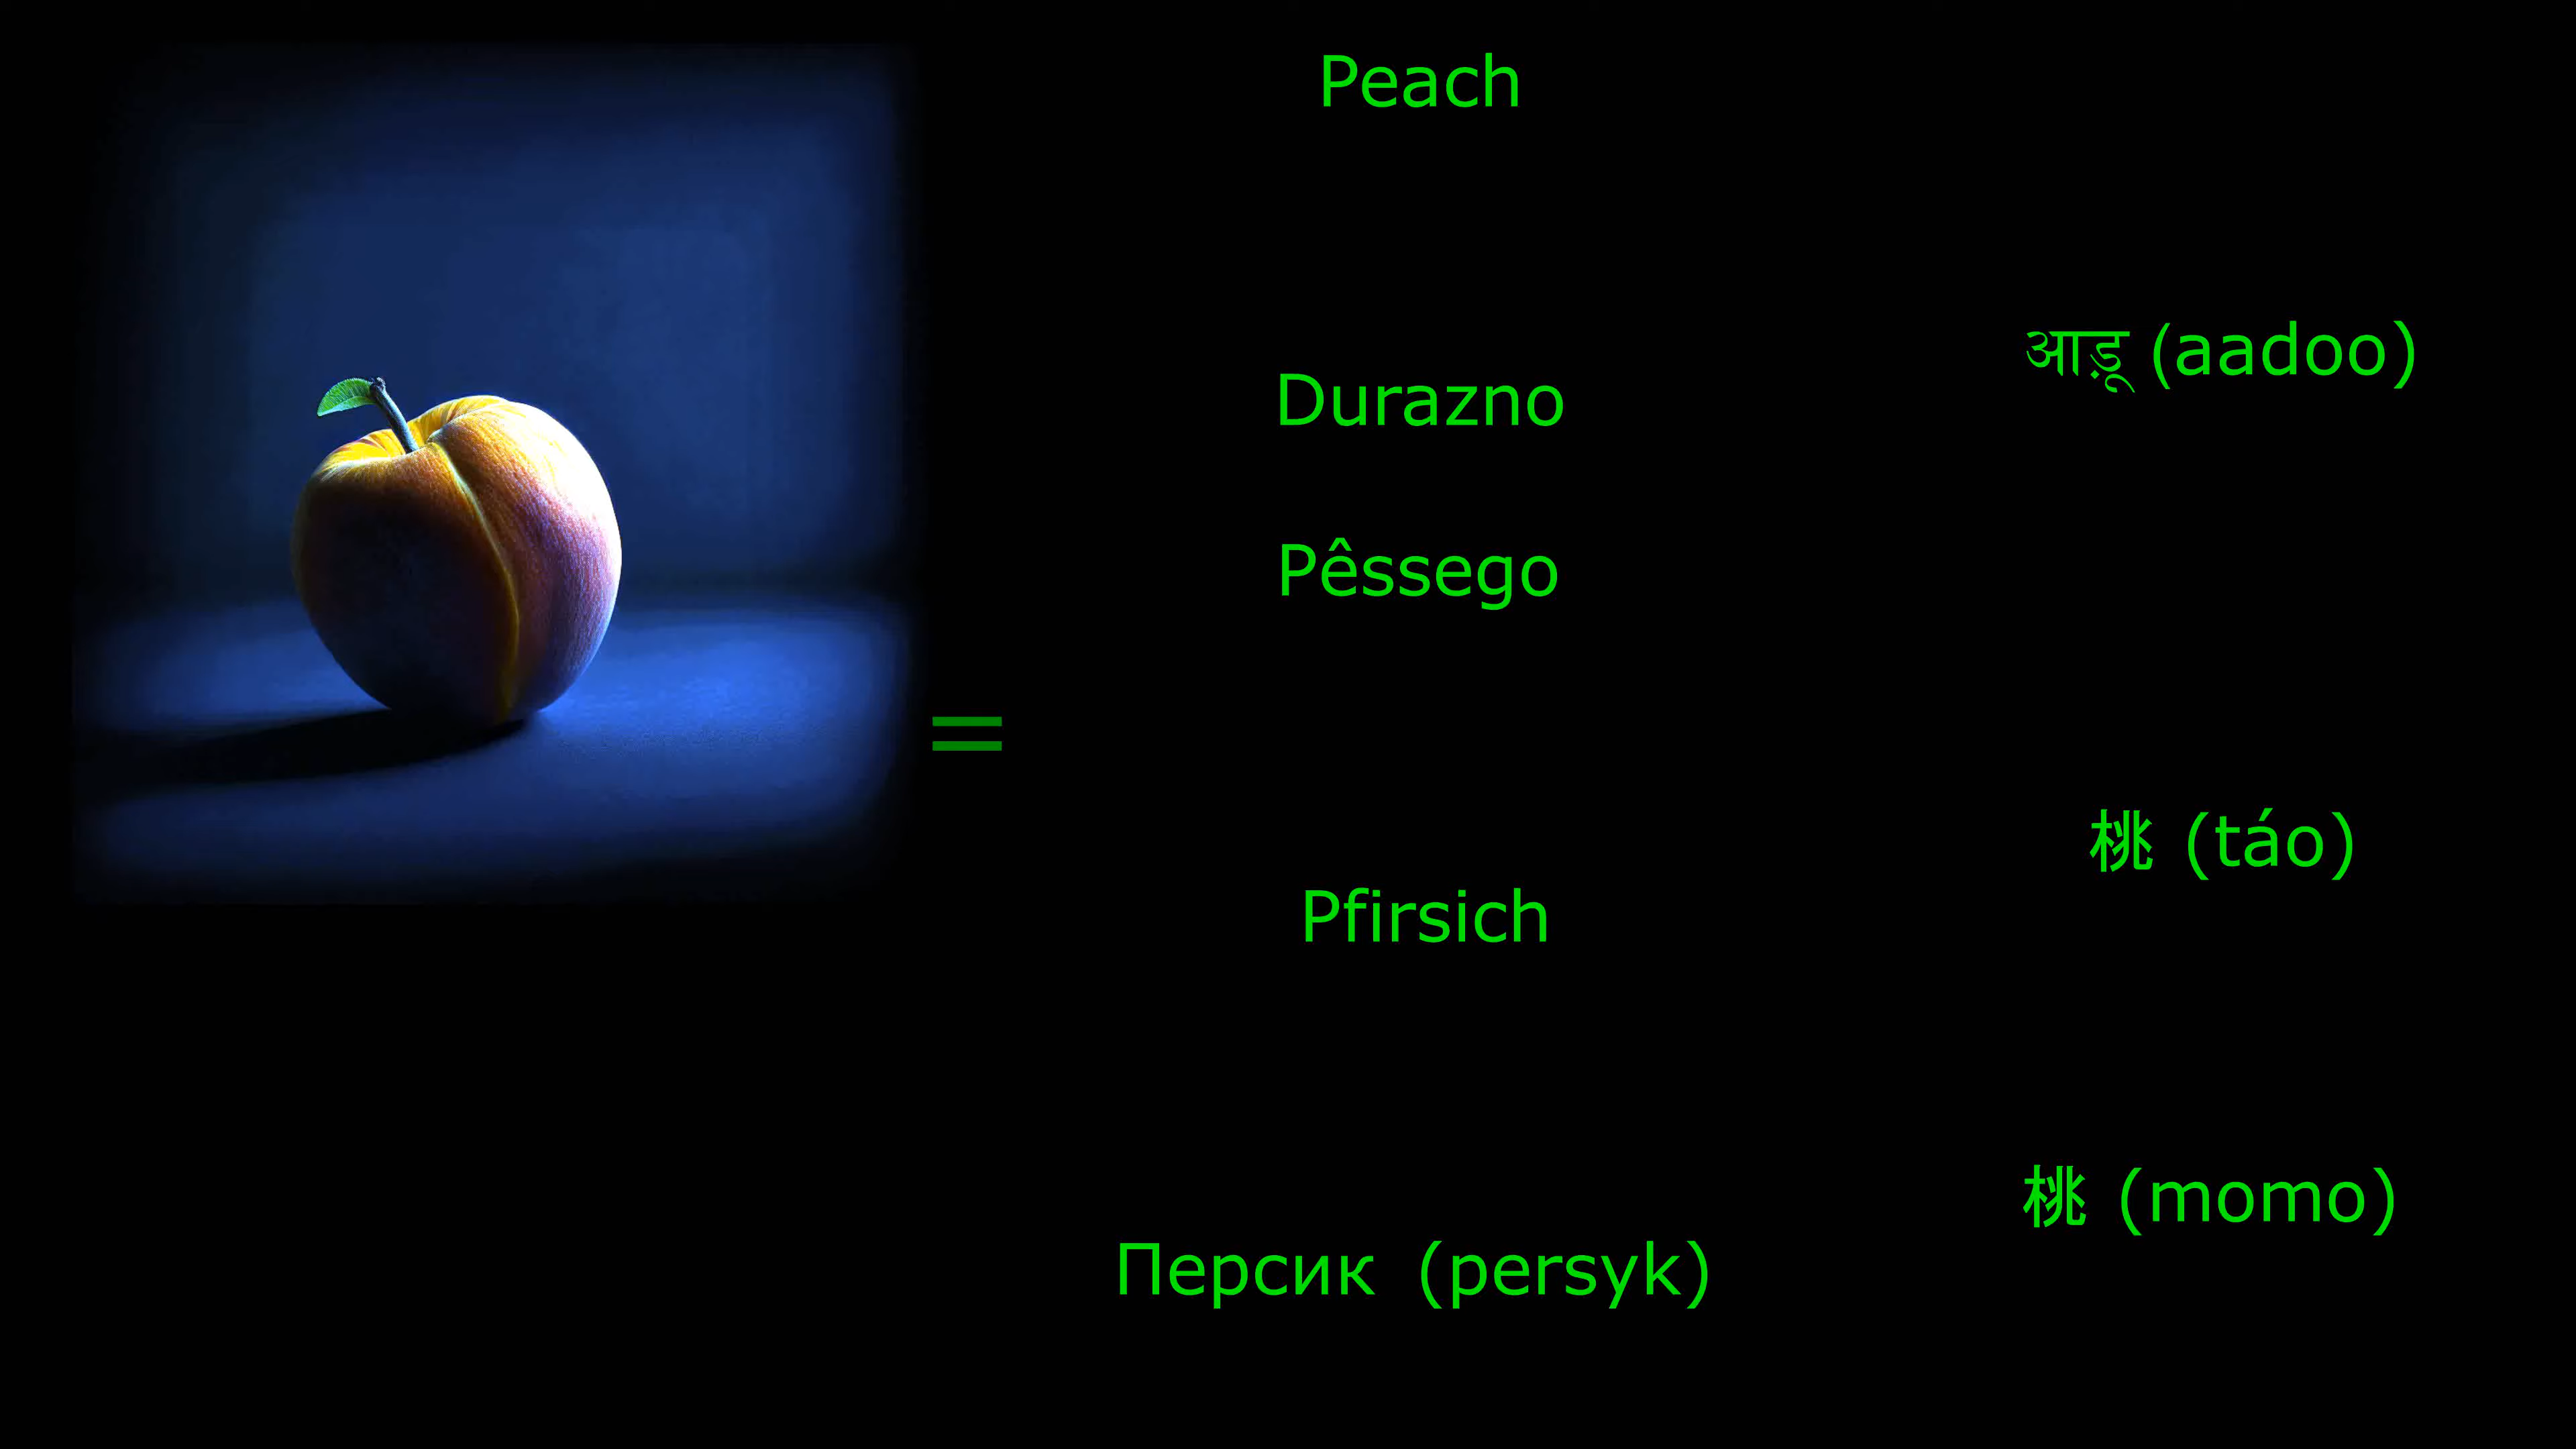 Peach
Durazno
Pêssego
=
Pfirsich
Персик (persyk)
आड़ू (aadoo)
桃 (táo)
桃 (momo)